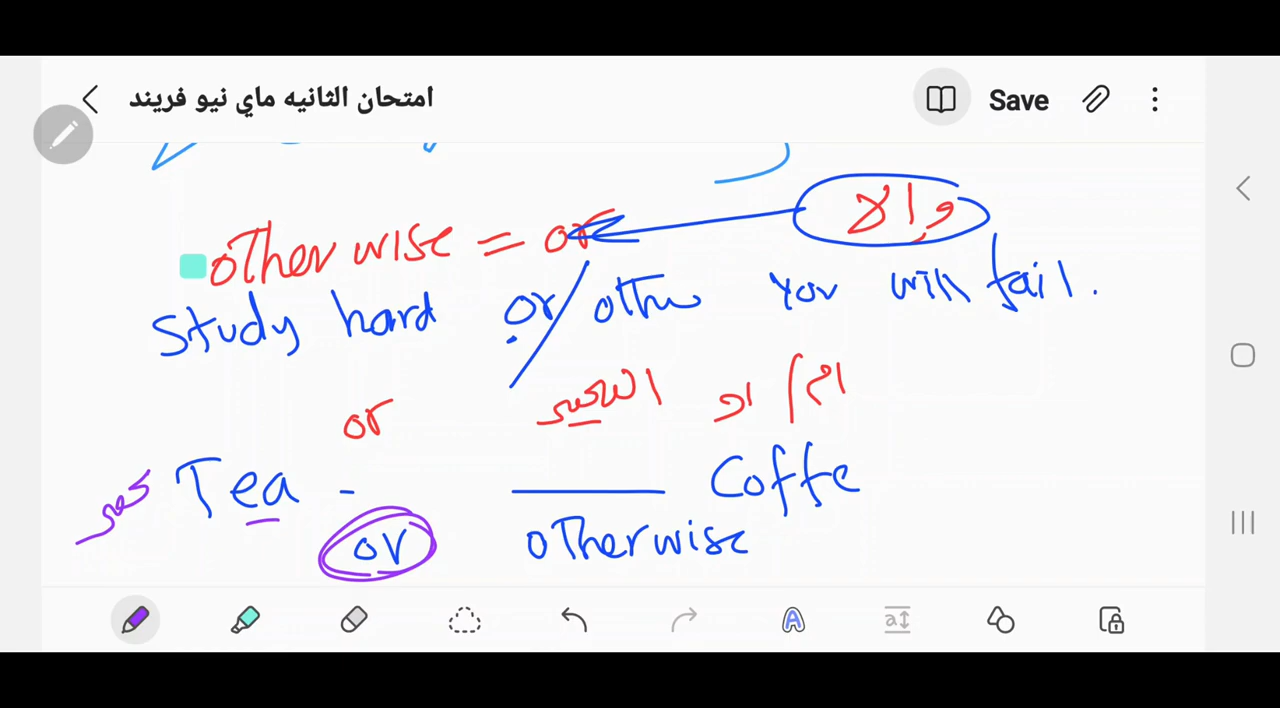 امتحان الثانيه ماي نيو فريند
Save
والا
otherwise = or
study hard or / othe you will fail.
or ام / او
Tea Coffe
or otherwise